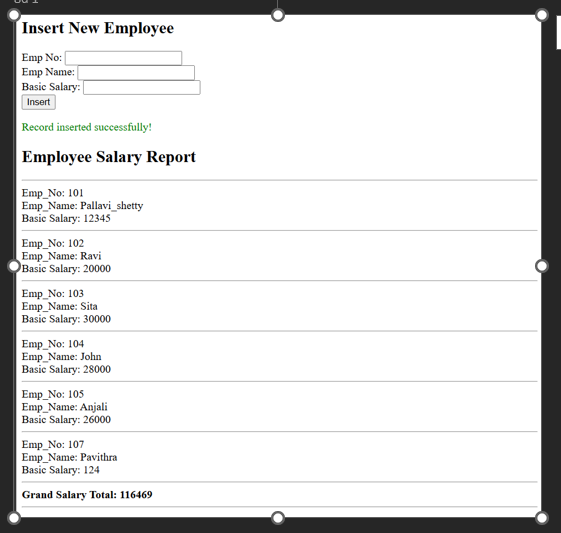 Insert New Employee
Emp No:
Emp Name:
Basic Salary:
Insert
Record inserted successfully!
Employee Salary Report
Emp_No: 101
Emp_Name: Pallavi_shetty
Basic Salary: 12345
Emp_No: 102
Emp_Name: Ravi
Basic Salary: 20000
Emp_No: 103
Emp_Name: Sita
Basic Salary: 30000
Emp_No: 104
Emp_Name: John
Basic Salary: 28000
Emp_No: 105
Emp_Name: Anjali
Basic Salary: 26000
Emp_No: 107
Emp_Name: Pavithra
Basic Salary: 124
Grand Salary Total: 116469